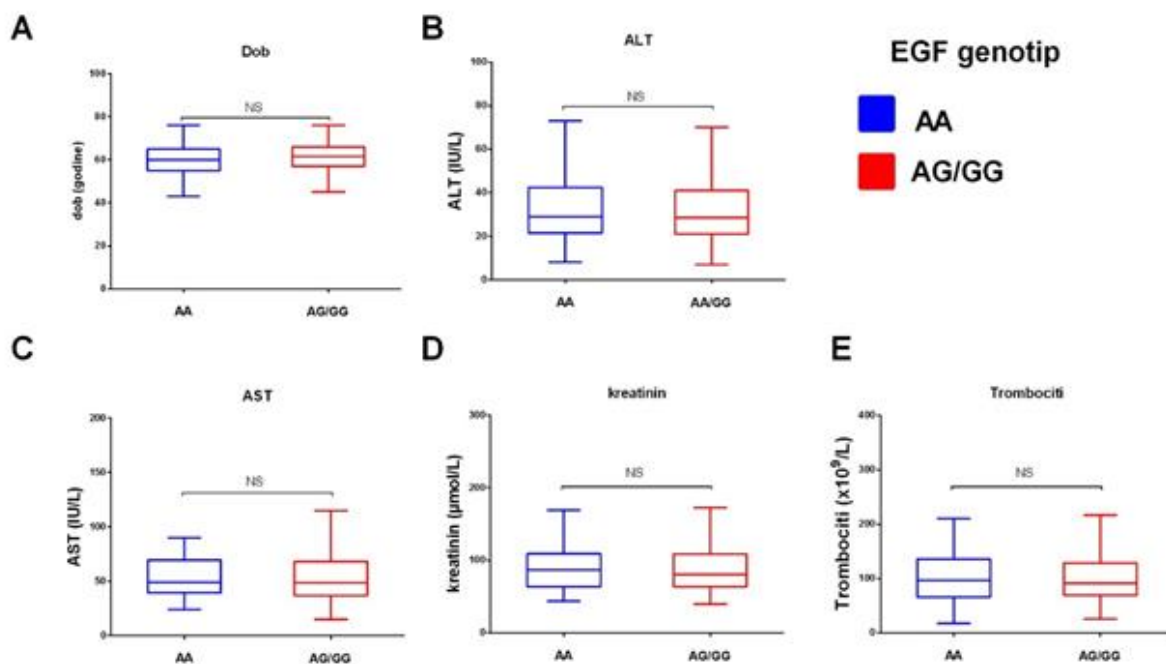 A
Dob
dob (godine)
100
80
60
40
20
0
NS
AA
AG/GG
B
ALT
ALT (IU/L)
100
80
60
40
20
0
NS
AA
AA/GG
EGF genotip
AA
AG/GG
C
AST
AST (IU/L)
200
150
100
50
0
NS
AA
AG/GG
D
kreatinin
kreatinin (µmol/L)
300
200
100
0
NS
AA
AG/GG
E
Trombociti
Trombociti (x10⁹/L)
400
300
200
100
0
NS
AA
AG/GG